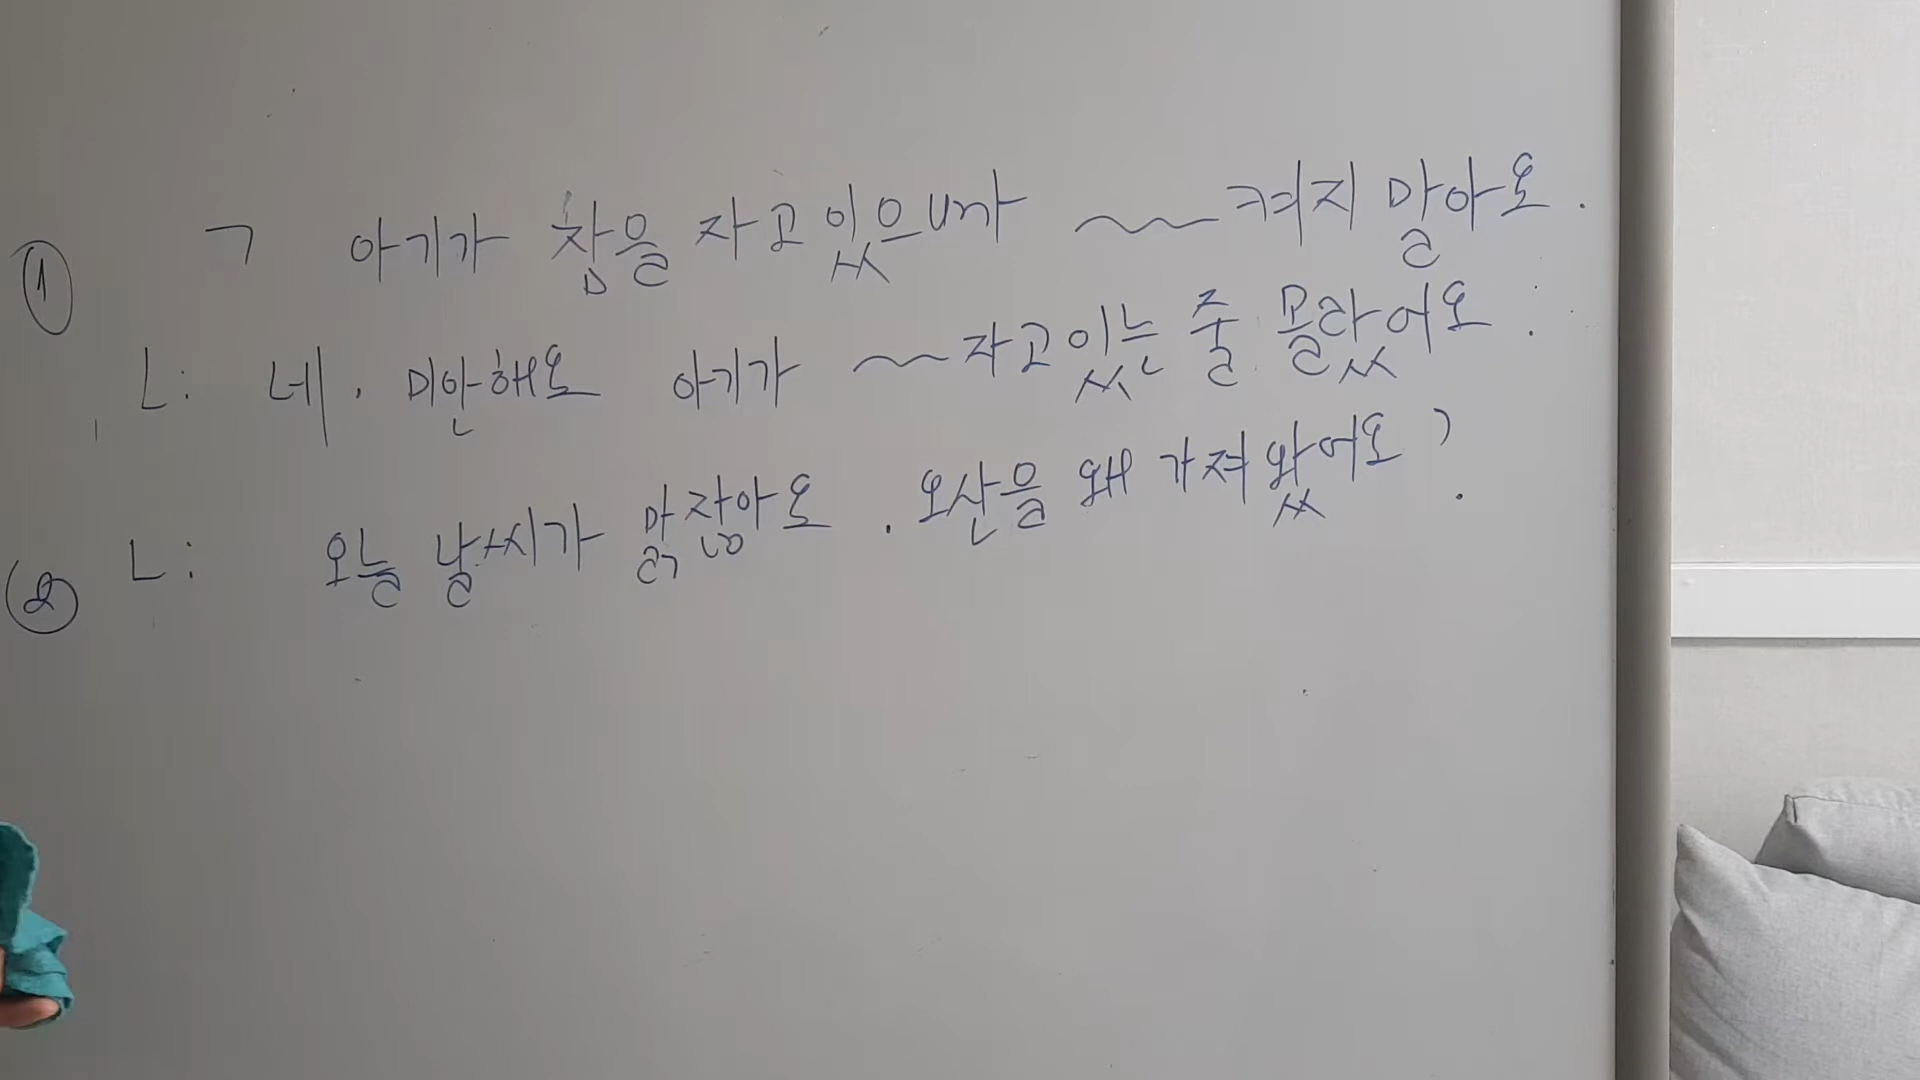 ① ㄱ 아기가 참을 자고 있으니까 ~~ 켜지 말아요.
ㄴ: 네, 미안해요 아기가 ~~ 자고 있는 줄 몰랐어요.
② ㄴ: 오늘 날씨가 맑잖아요. 오산을 왜 가져 왔어요?